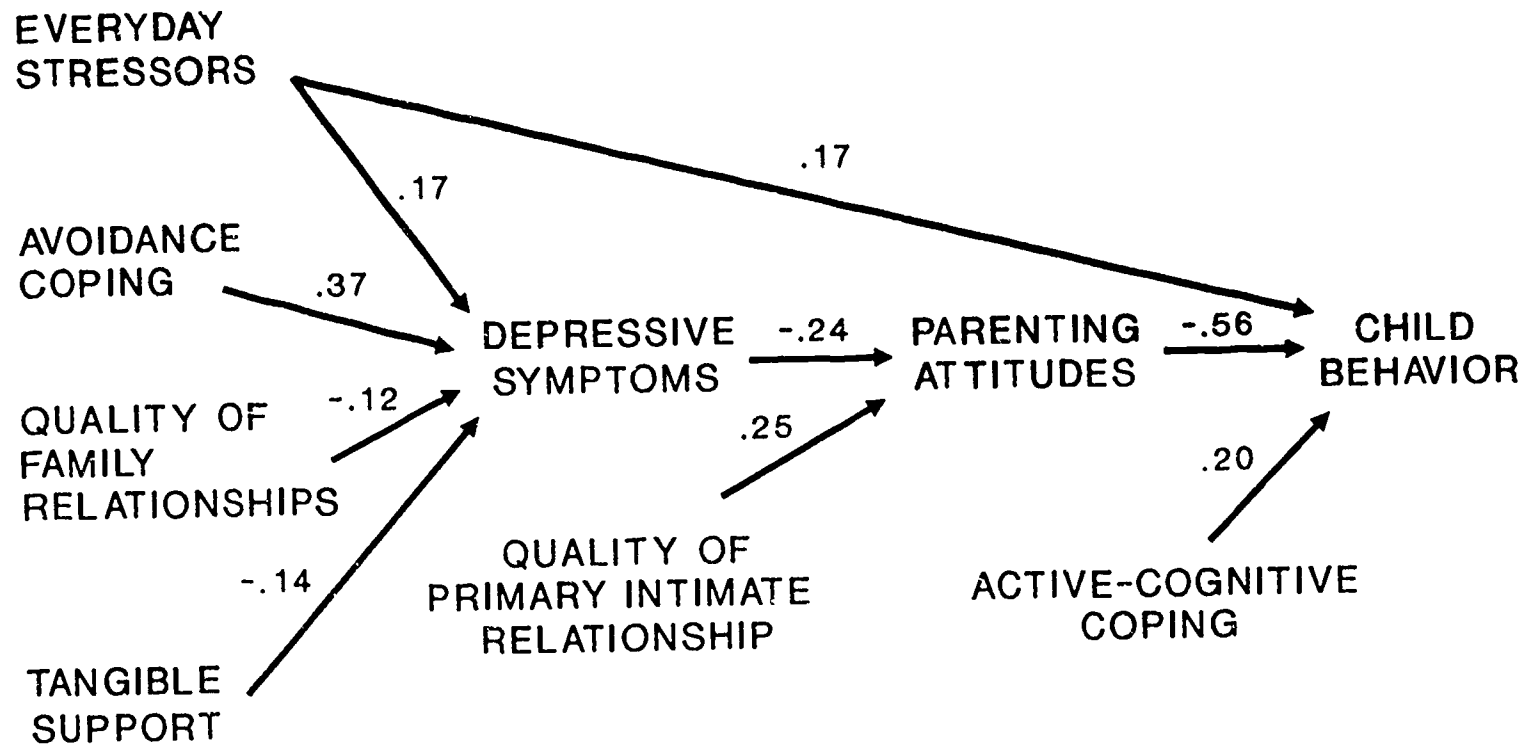 EVERYDAY
STRESSORS
.17
.17
AVOIDANCE
COPING
.37
DEPRESSIVE
SYMPTOMS
-.24
PARENTING
ATTITUDES
-.56
CHILD
BEHAVIOR
QUALITY OF
FAMILY
RELATIONSHIPS
-.12
.25
.20
-.14
QUALITY OF
PRIMARY INTIMATE
RELATIONSHIP
ACTIVE-COGNITIVE
COPING
TANGIBLE
SUPPORT